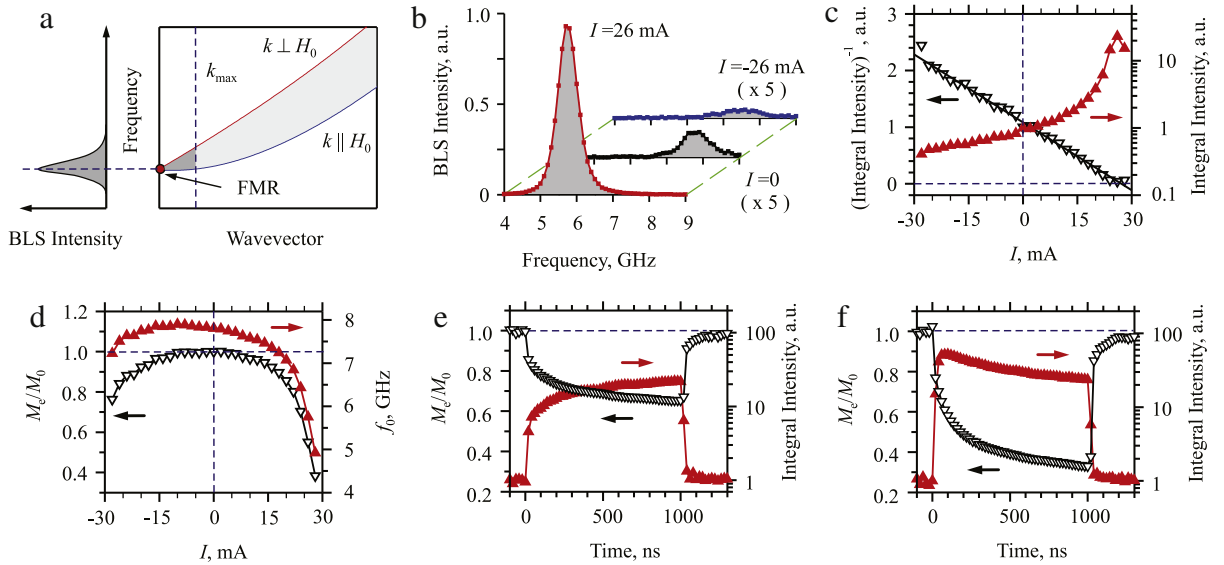 a
Frequency
k ⊥ H0
kmax
k || H0
FMR
BLS Intensity
Wavevector
b
BLS Intensity, a.u.
1.0
0.5
0
I =26 mA
I =-26 mA
( x 5 )
I =0
( x 5 )
4 5 6 7 8 9
Frequency, GHz
c
(Integral Intensity)-1, a.u.
3
2
1
0
10
1
0.1
Integral Intensity, a.u.
-30 -15 0 15 30
I, mA
d
Me/M0
1.2
1.0
0.8
0.6
0.4
8
7
6
5
4
f0, GHz
-30 -15 0 15 30
I, mA
e
Me/M0
1.0
0.8
0.6
0.4
0.2
100
10
1
Integral Intensity, a.u.
0 500 1000
Time, ns
f
Me/M0
1.0
0.8
0.6
0.4
0.2
100
10
1
Integral Intensity, a.u.
0 500 1000
Time, ns